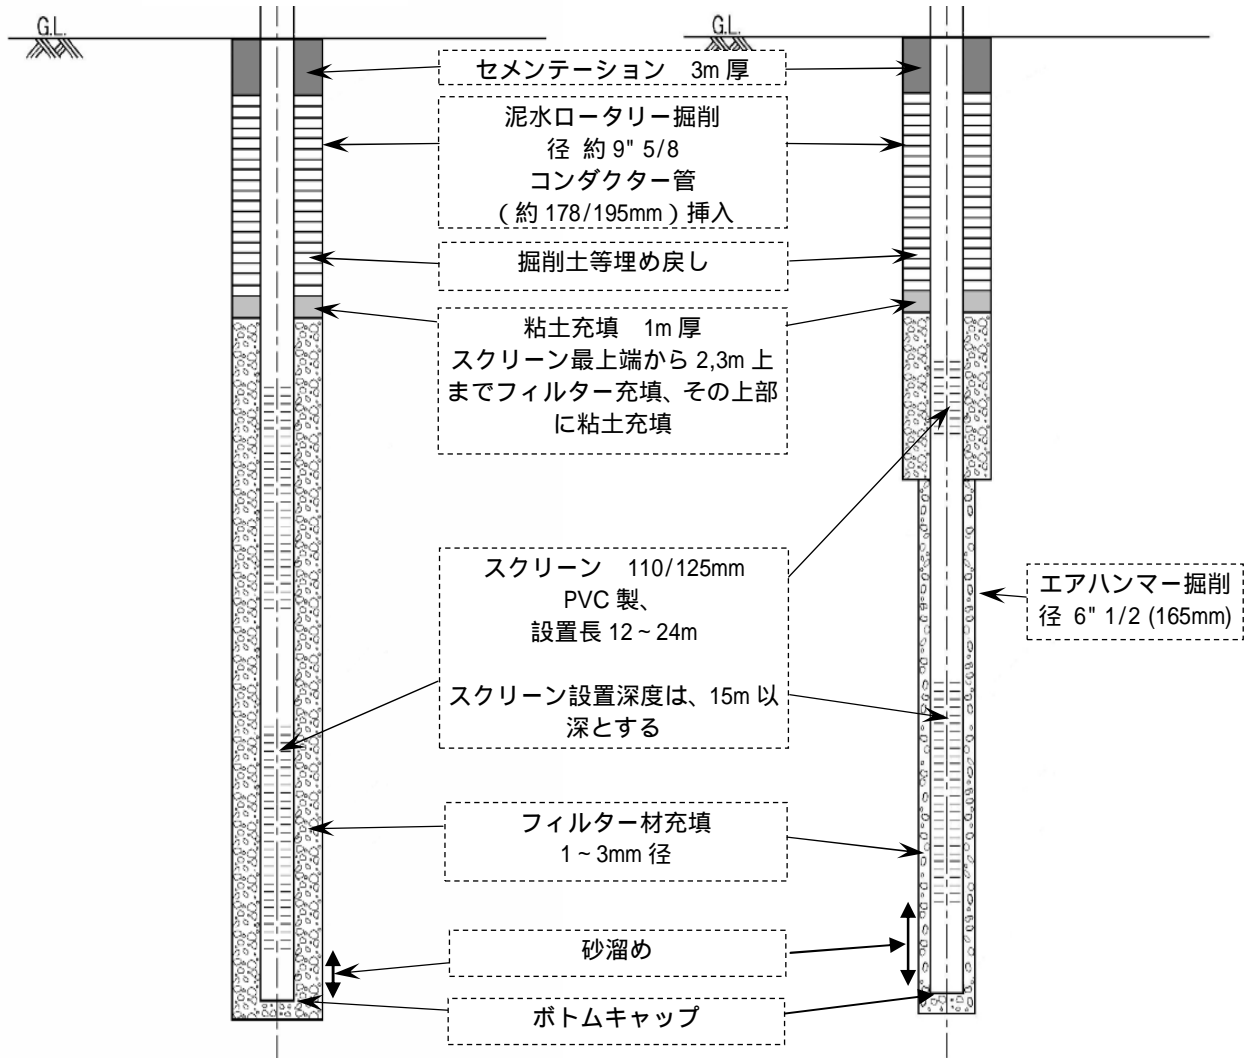 G.L.
G.L.
セメンテーション 3m 厚
泥水ロータリー掘削
径 約 9" 5/8
コンダクター管
（ 約 178/195mm ）挿入
掘削土等埋め戻し
粘土充填 1m 厚
スクリーン最上端から 2,3m 上
までフィルター充填、その上部
に粘土充填
スクリーン 110/125mm
PVC 製、
設置長 12 ~ 24m
スクリーン設置深度は、15m 以
深とする
エアハンマー掘削
径 6" 1/2 (165mm)
フィルター材充填
1 ~ 3mm 径
砂溜め
ボトムキャップ